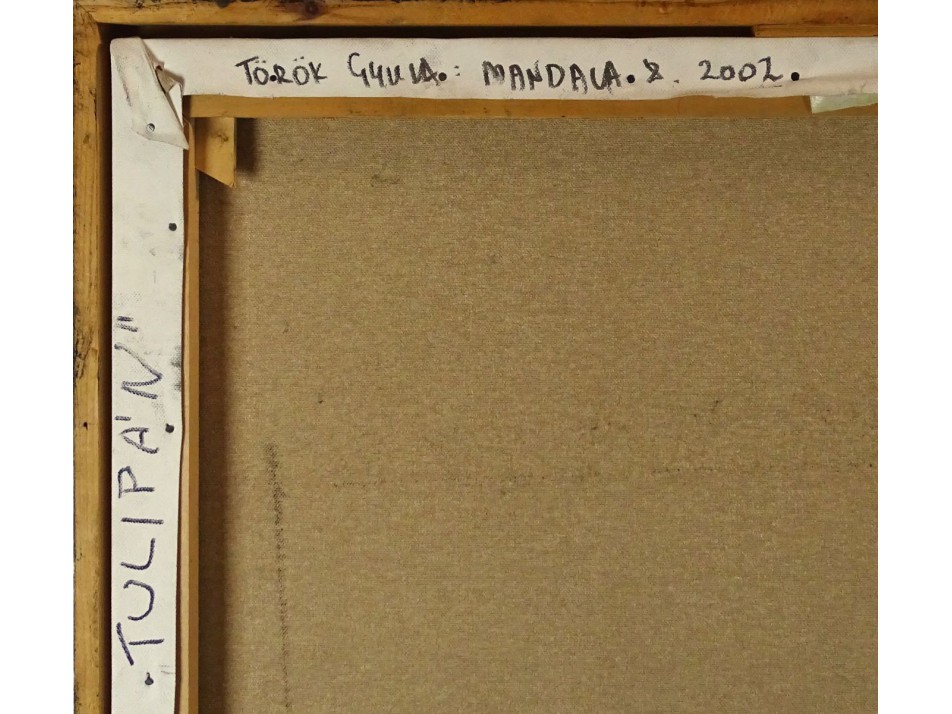 TÖRÖK GYULA.: MANDALA. 8. 2002.
. TULIPÁN"